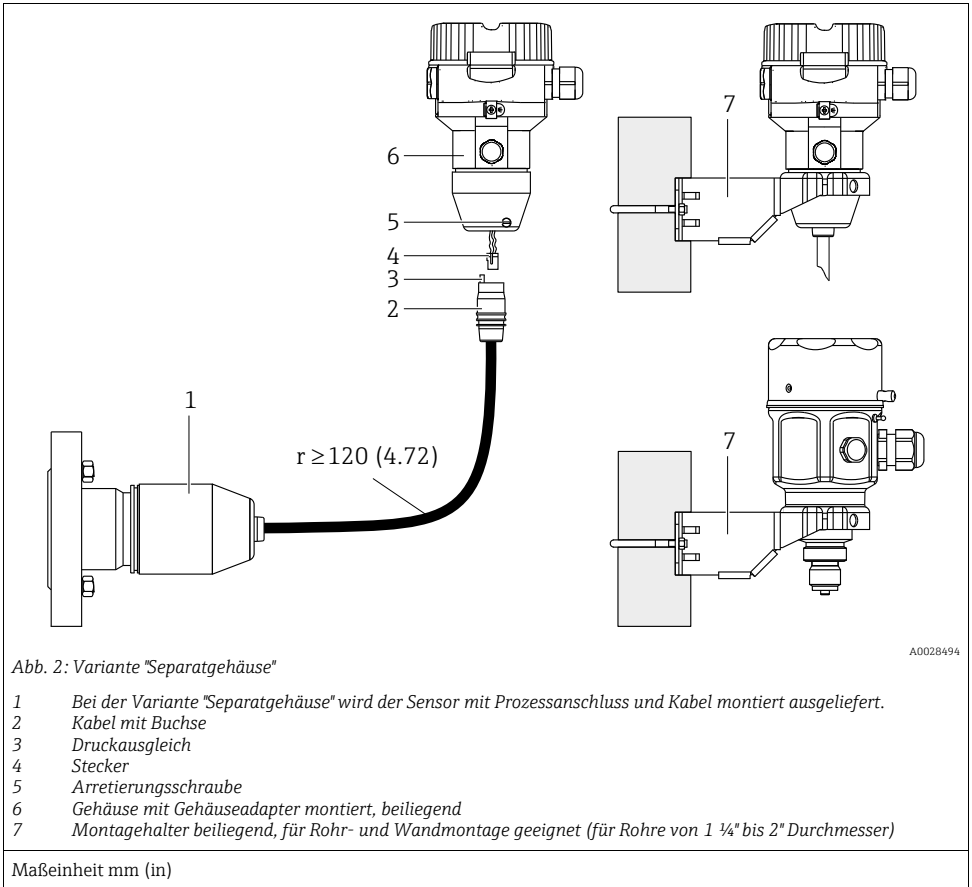 6
5
4
3
2
1
r ≥120 (4.72)
7
7
A0028494
Abb. 2: Variante "Separatgehäuse"
1 Bei der Variante "Separatgehäuse" wird der Sensor mit Prozessanschluss und Kabel montiert ausgeliefert.
2 Kabel mit Buchse
3 Druckausgleich
4 Stecker
5 Arretierungsschraube
6 Gehäuse mit Gehäuseadapter montiert, beiliegend
7 Montagehalter beiliegend, für Rohr- und Wandmontage geeignet (für Rohre von 1 ¼" bis 2" Durchmesser)
Maßeinheit mm (in)